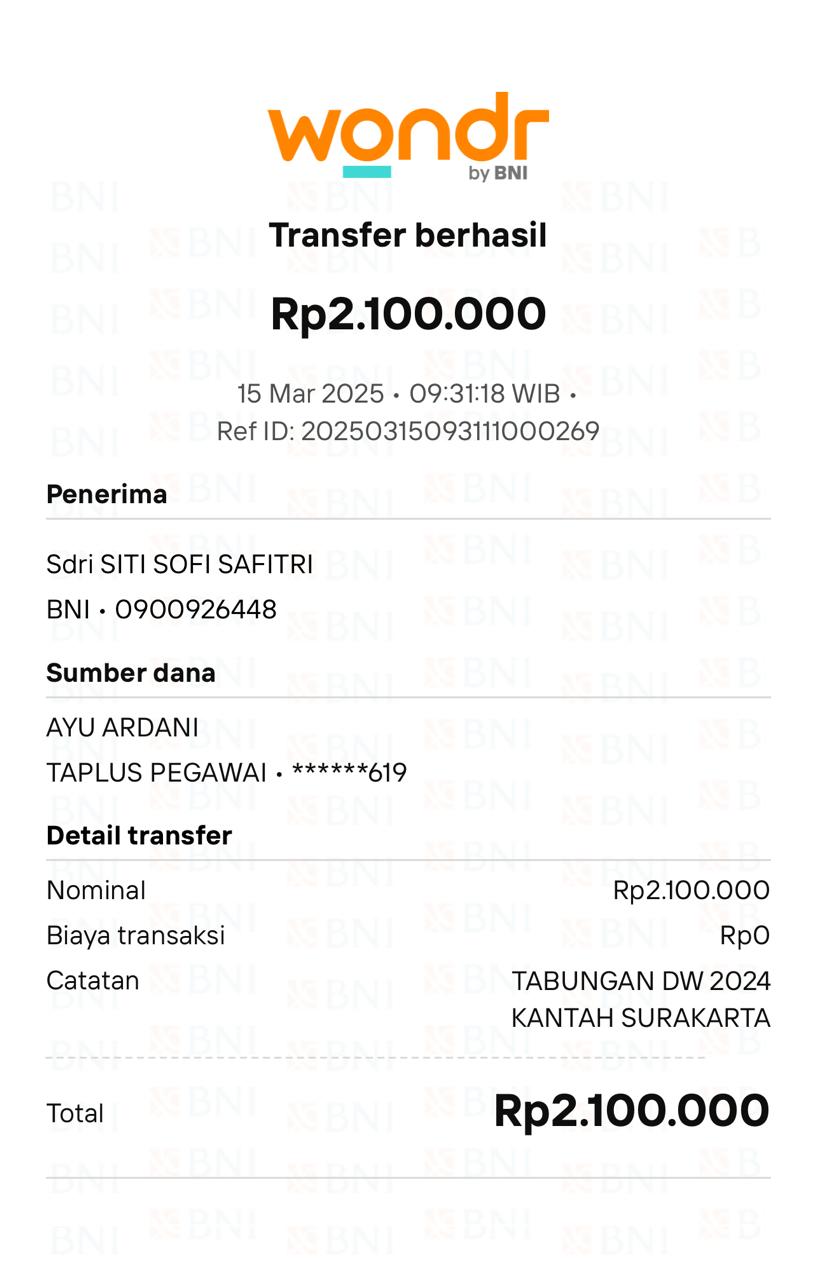 wondr
by BNI
Transfer berhasil
Rp2.100.000
15 Mar 2025 • 09:31:18 WIB •
Ref ID: 20250315093111000269
Penerima
Sdri SITI SOFI SAFITRI
BNI • 0900926448
Sumber dana
AYU ARDANI
TAPLUS PEGAWAI • ******619
Detail transfer
Nominal Rp2.100.000
Biaya transaksi Rp0
Catatan TABUNGAN DW 2024
KANTAH SURAKARTA
Total Rp2.100.000